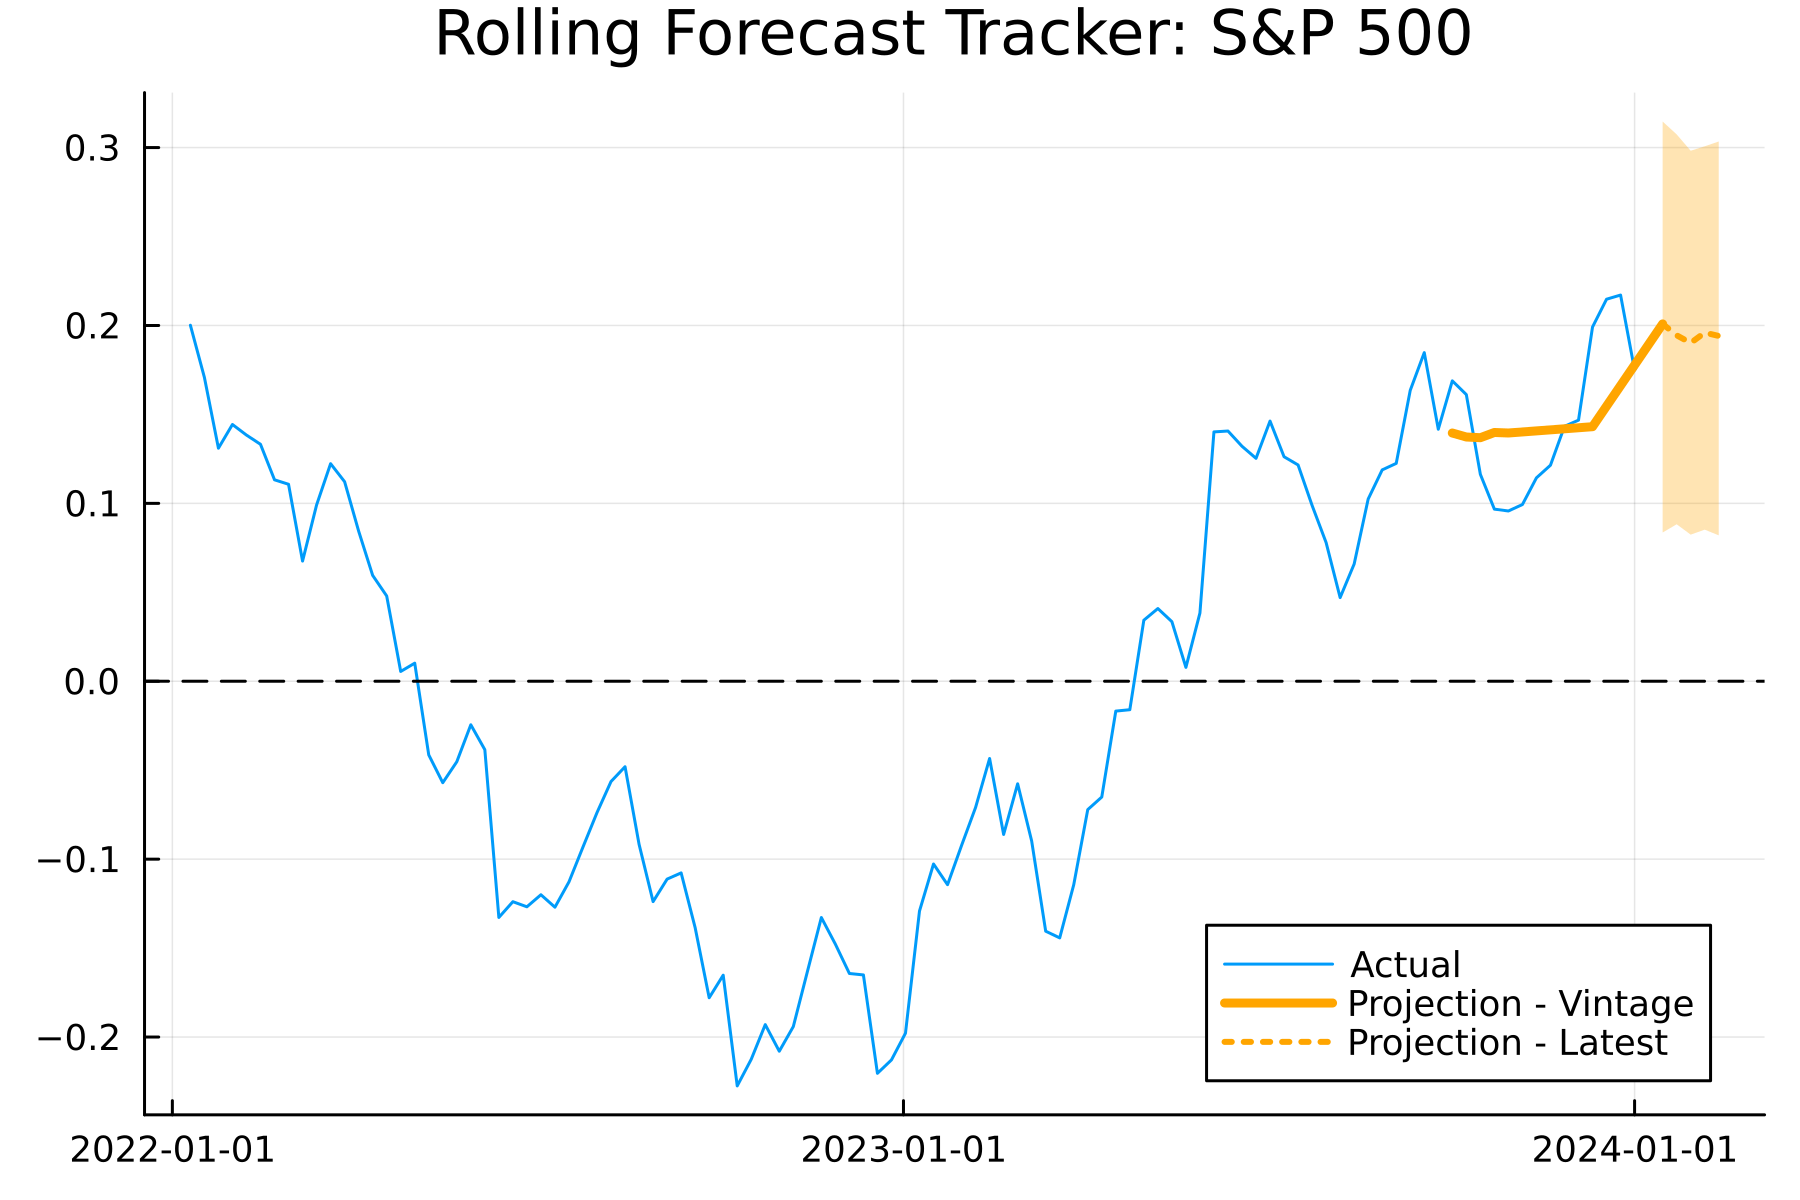 Rolling Forecast Tracker: S&P 500
0.3
0.2
0.1
0.0
−0.1
−0.2
Actual
Projection - Vintage
Projection - Latest
2022-01-01 2023-01-01 2024-01-01